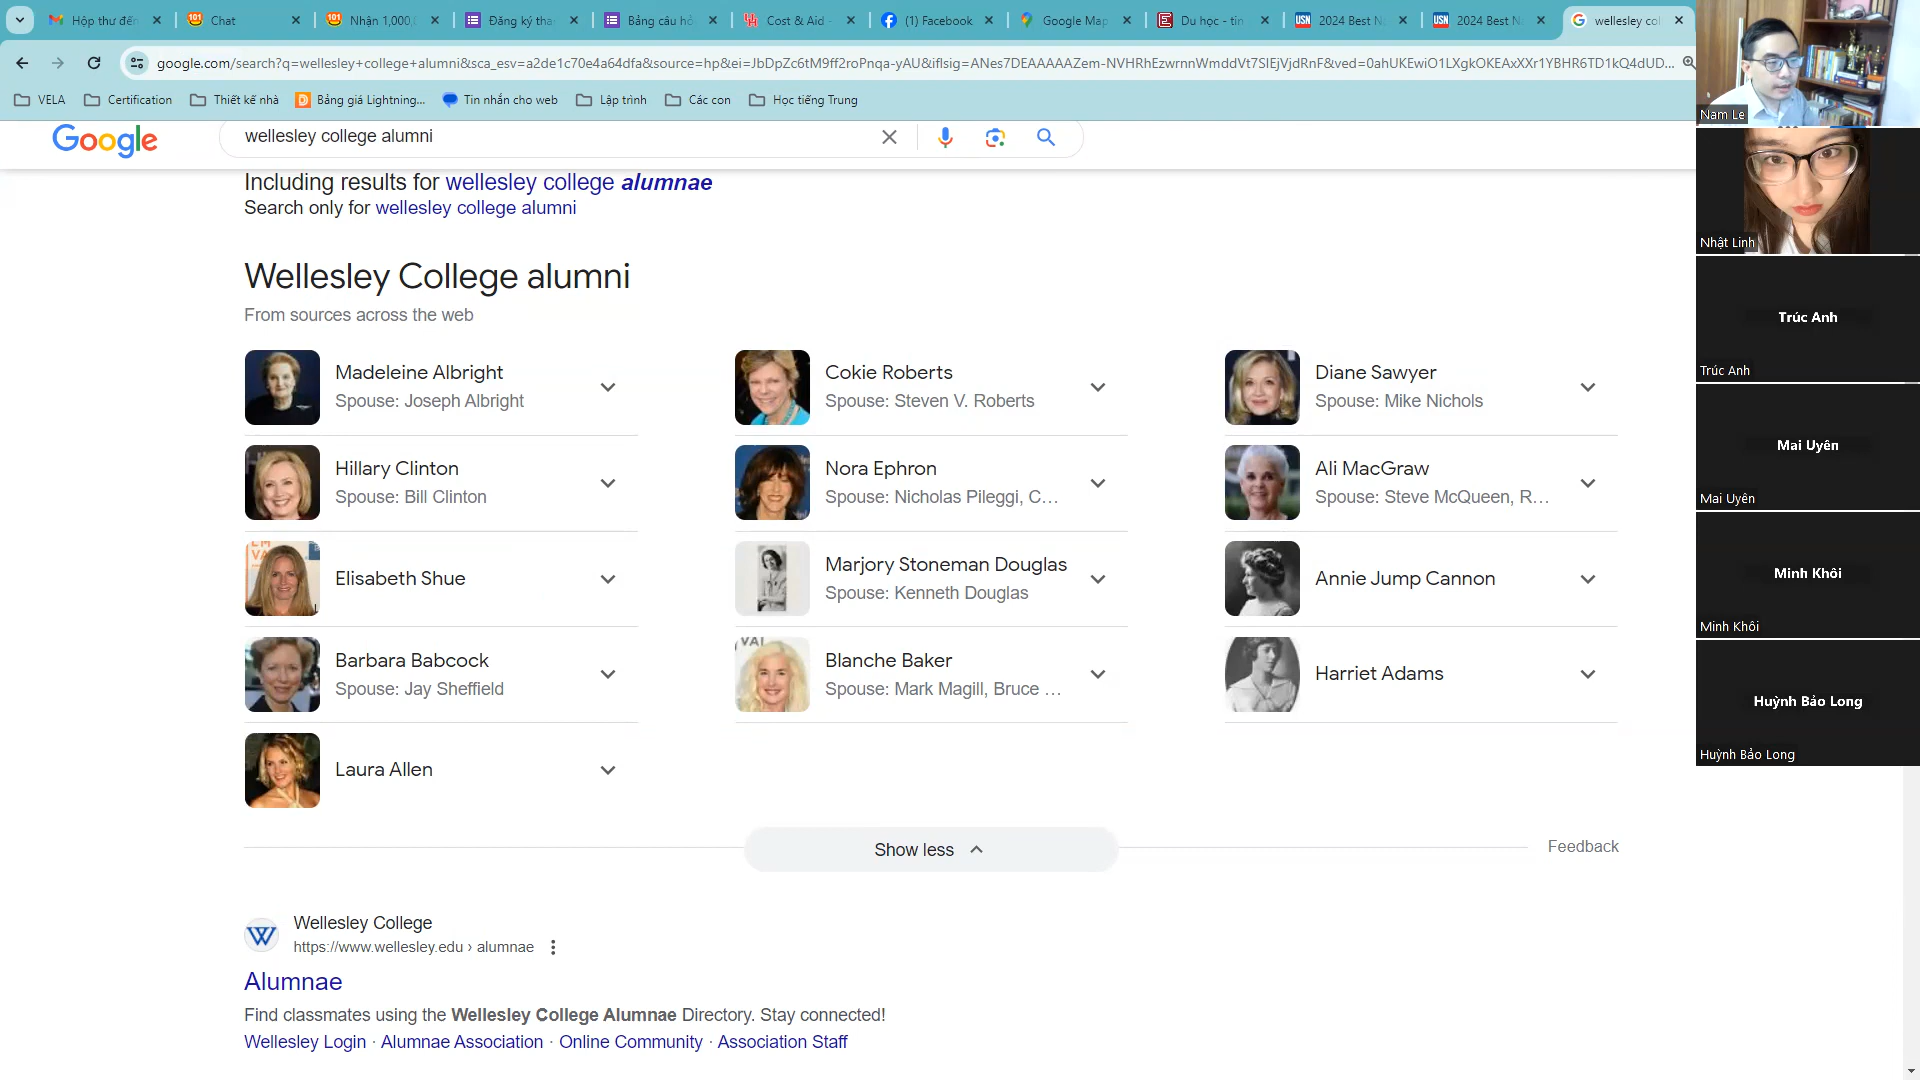 Hộp thư đến
Chat
Nhận 1,000,
Đăng ký tha
Bảng câu hỏ
Cost & Aid -
(1) Facebook
Google Map
Du học - tin
2024 Best N
2024 Best N
wellesley col
google.com/search?q=wellesley+college+alumni&sca_esv=a2de1c70e4a64dfa&source=hp&ei=JbDpZc6tM9ff2roPnqa-yAU&iflsig=ANes7DEAAAAAZem-NVHRhEzwrnnWmddVt7SIEjVjdRnF&ved=0ahUKEwiO1LXgkOKEAxXXr1YBHR6TD1kQ4dUD...
VELA
Certification
Thiết kế nhà
Bảng giá Lightning...
Tin nhắn cho web
Lập trình
Các con
Học tiếng Trung
Google
wellesley college alumni
Including results for wellesley college alumnae
Search only for wellesley college alumni
Wellesley College alumni
From sources across the web
Madeleine Albright
Spouse: Joseph Albright
Cokie Roberts
Spouse: Steven V. Roberts
Diane Sawyer
Spouse: Mike Nichols
Hillary Clinton
Spouse: Bill Clinton
Nora Ephron
Spouse: Nicholas Pileggi, C...
Ali MacGraw
Spouse: Steve McQueen, R...
Elisabeth Shue
Marjory Stoneman Douglas
Spouse: Kenneth Douglas
Annie Jump Cannon
Barbara Babcock
Spouse: Jay Sheffield
Blanche Baker
Spouse: Mark Magill, Bruce ...
Harriet Adams
Laura Allen
Show less
Feedback
Wellesley College
https://www.wellesley.edu › alumnae
Alumnae
Find classmates using the Wellesley College Alumnae Directory. Stay connected!
Wellesley Login · Alumnae Association · Online Community · Association Staff
Nam Le
Nhật Linh
Trúc Anh
Trúc Anh
Mai Uyên
Mai Uyên
Minh Khôi
Minh Khôi
Huỳnh Bảo Long
Huỳnh Bảo Long